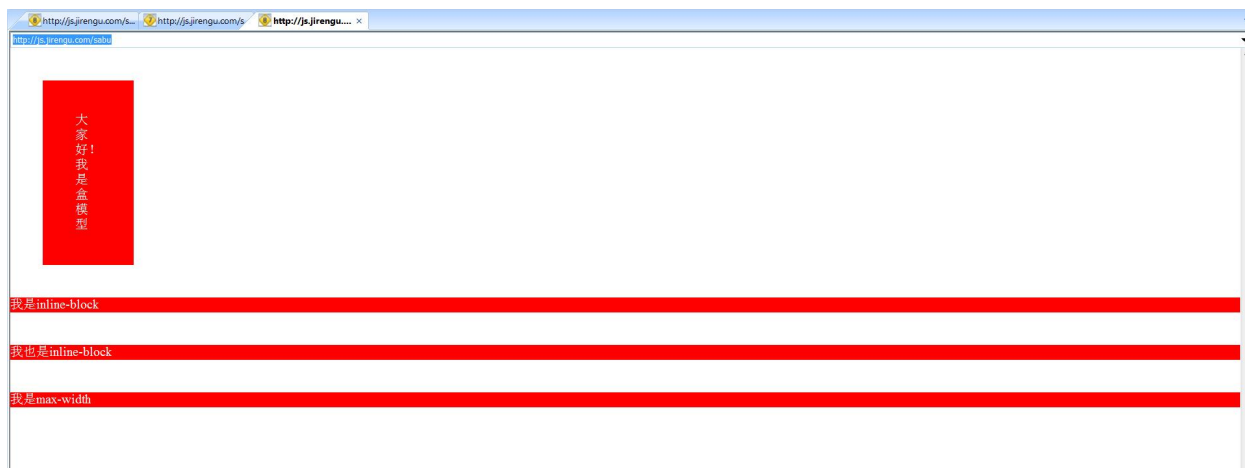 http://js.jirengu.com/s... http://js.jirengu.com/s http://js.jirengu.... ×
http://js.jirengu.com/sabu
大
家
好！
我
是
盒
模
型
我是inline-block
我也是inline-block
我是max-width